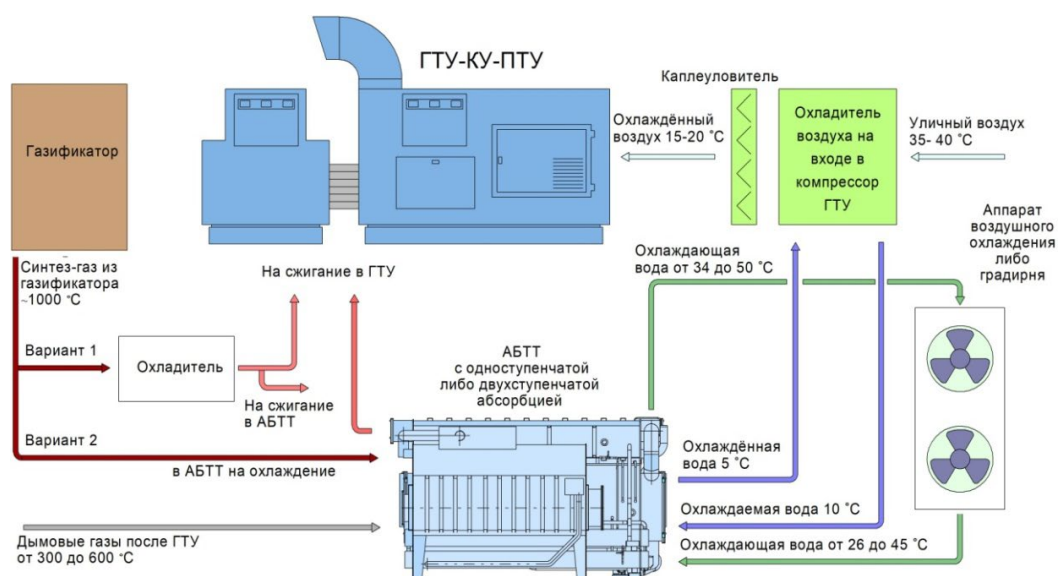 ГТУ-КУ-ПТУ
Газификатор
Каплеуловитель
Охлаждённый
воздух 15-20 ˚С
Охладитель
воздуха на
входе в
компрессор
ГТУ
Уличный воздух
35- 40 ˚С
Аппарат
воздушного
охлаждения
либо
градирня
Синтез-газ из
газификатора
~1000 °С
На сжигание в ГТУ
Охлаждающая
вода от 34 до 50 ˚С
Вариант 1
Охладитель
На сжигание
в АБТТ
АБТТ
с одноступенчатой
либо двухступенчатой
абсорбцией
Вариант 2
в АБТТ на охлаждение
Охлаждённая
вода 5 ˚С
Охлаждаемая вода 10 ˚С
Дымовые газы после ГТУ
от 300 до 600 °С
Охлаждающая вода от 26 до 45 ˚С